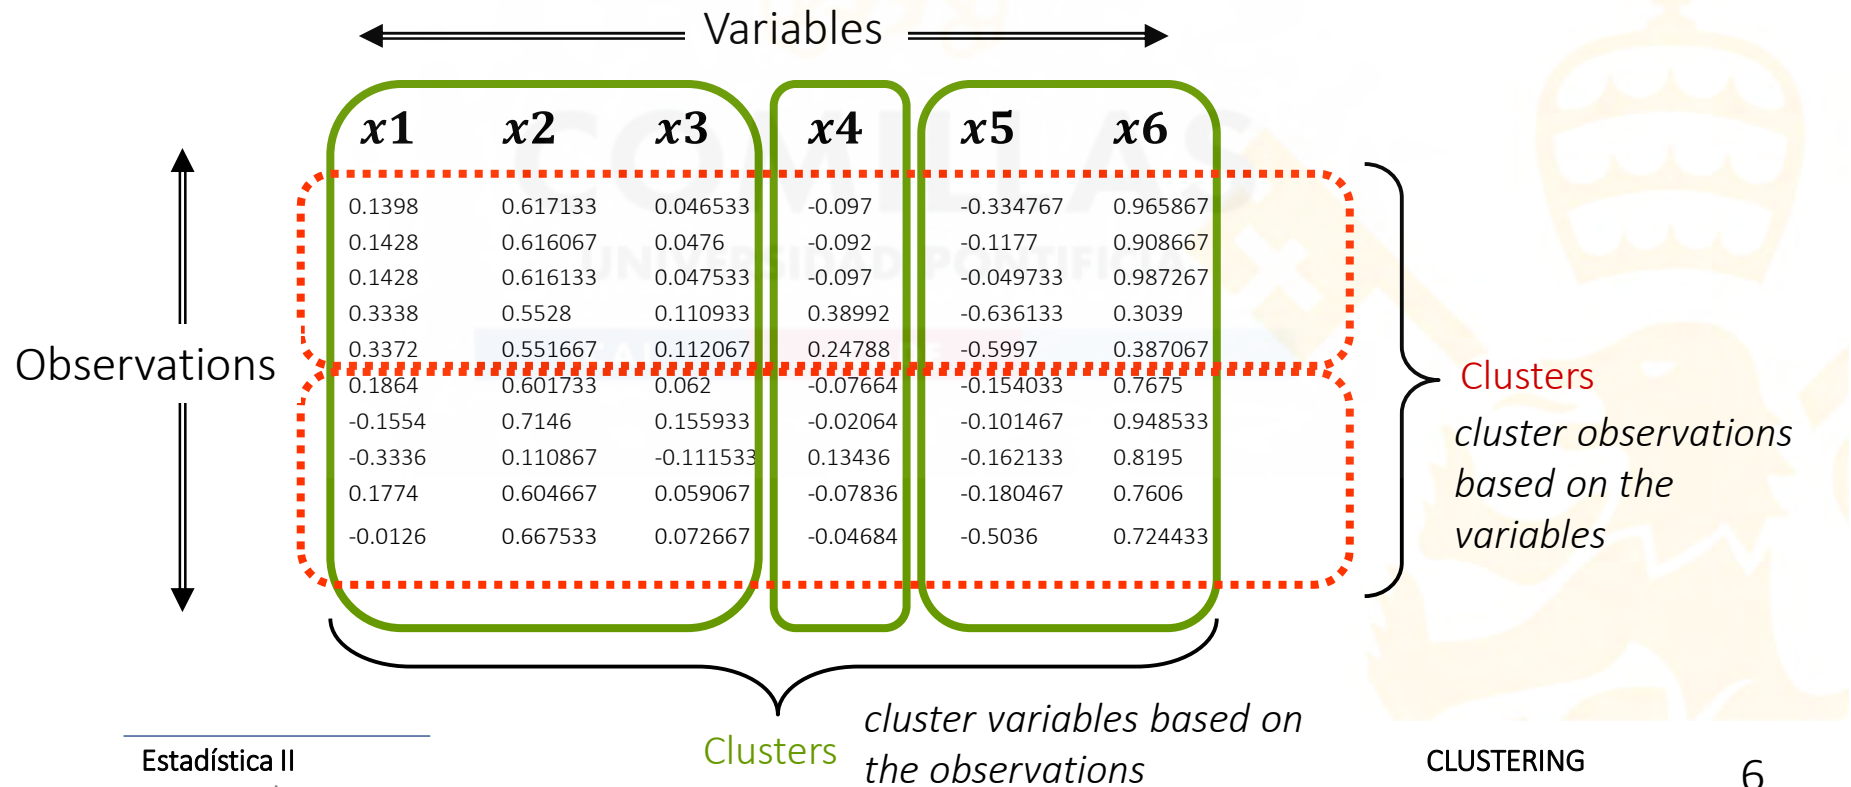 Variables
x1 x2 x3 x4 x5 x6
0.1398 0.617133 0.046533 -0.097 -0.334767 0.965867
0.1428 0.616067 0.0476 -0.092 -0.1177 0.908667
0.1428 0.616133 0.047533 -0.097 -0.049733 0.987267
0.3338 0.5528 0.110933 0.38992 -0.636133 0.3039
0.3372 0.551667 0.112067 0.24788 -0.5997 0.387067
0.1864 0.601733 0.062 -0.07664 -0.154033 0.7675
-0.1554 0.7146 0.155933 -0.02064 -0.101467 0.948533
-0.3336 0.110867 -0.111533 0.13436 -0.162133 0.8195
0.1774 0.604667 0.059067 -0.07836 -0.180467 0.7606
-0.0126 0.667533 0.072667 -0.04684 -0.5036 0.724433
Observations
Clusters
cluster observations
based on the
variables
Clusters
cluster variables based on
the observations
Estadística II
CLUSTERING
6
COMILLAS
UNIVERSIDAD PONTIFICIA